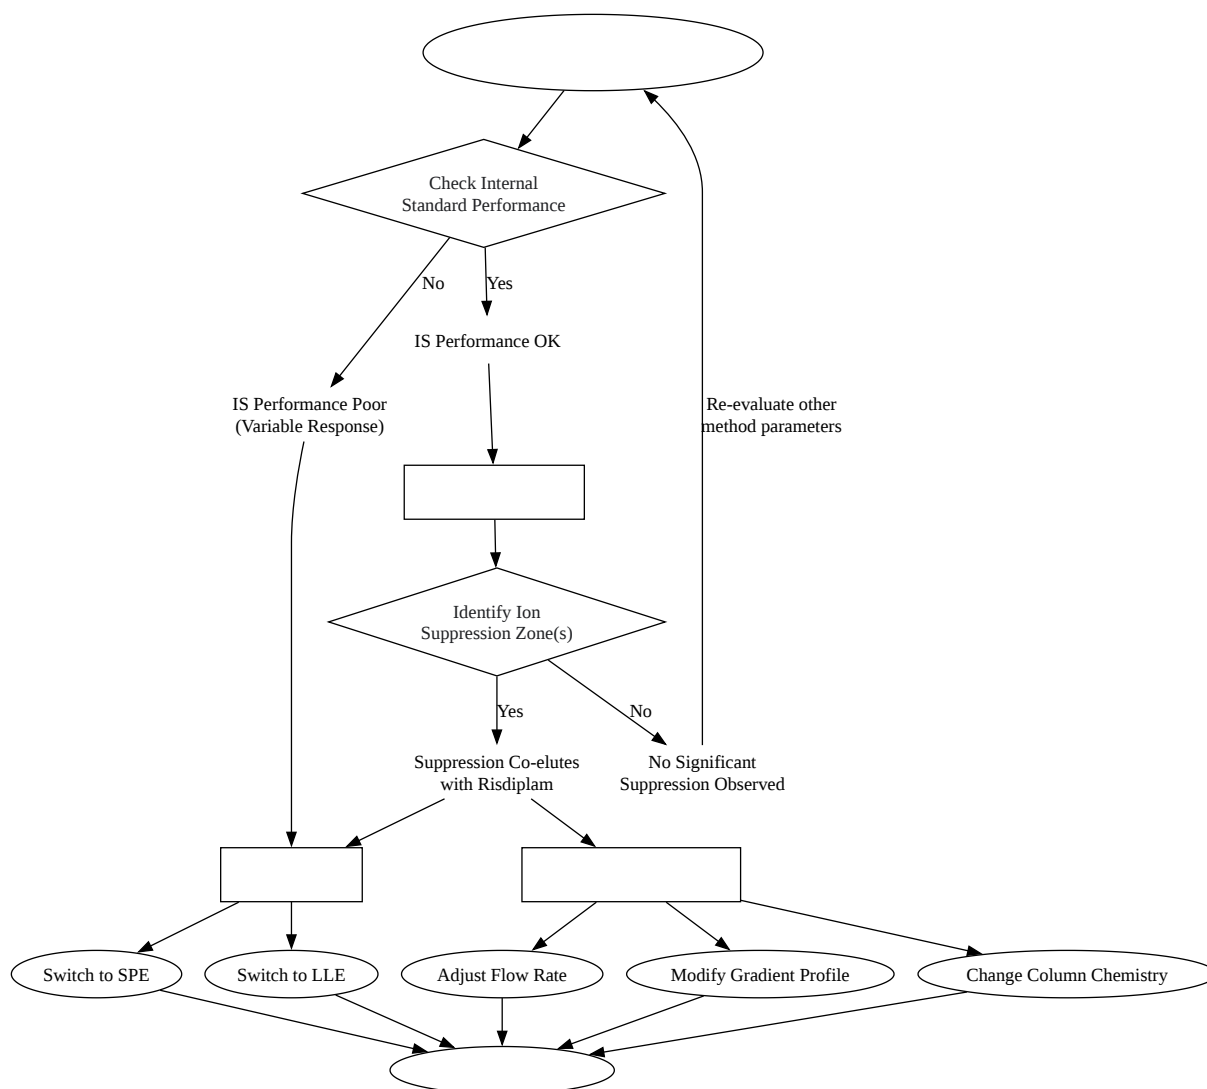 Check Internal
Standard Performance
No
Yes
IS Performance OK
IS Performance Poor
(Variable Response)
Re-evaluate other
method parameters
Identify Ion
Suppression Zone(s)
Yes
No
Suppression Co-elutes
with Risdiplam
No Significant
Suppression Observed
Switch to SPE
Switch to LLE
Adjust Flow Rate
Modify Gradient Profile
Change Column Chemistry